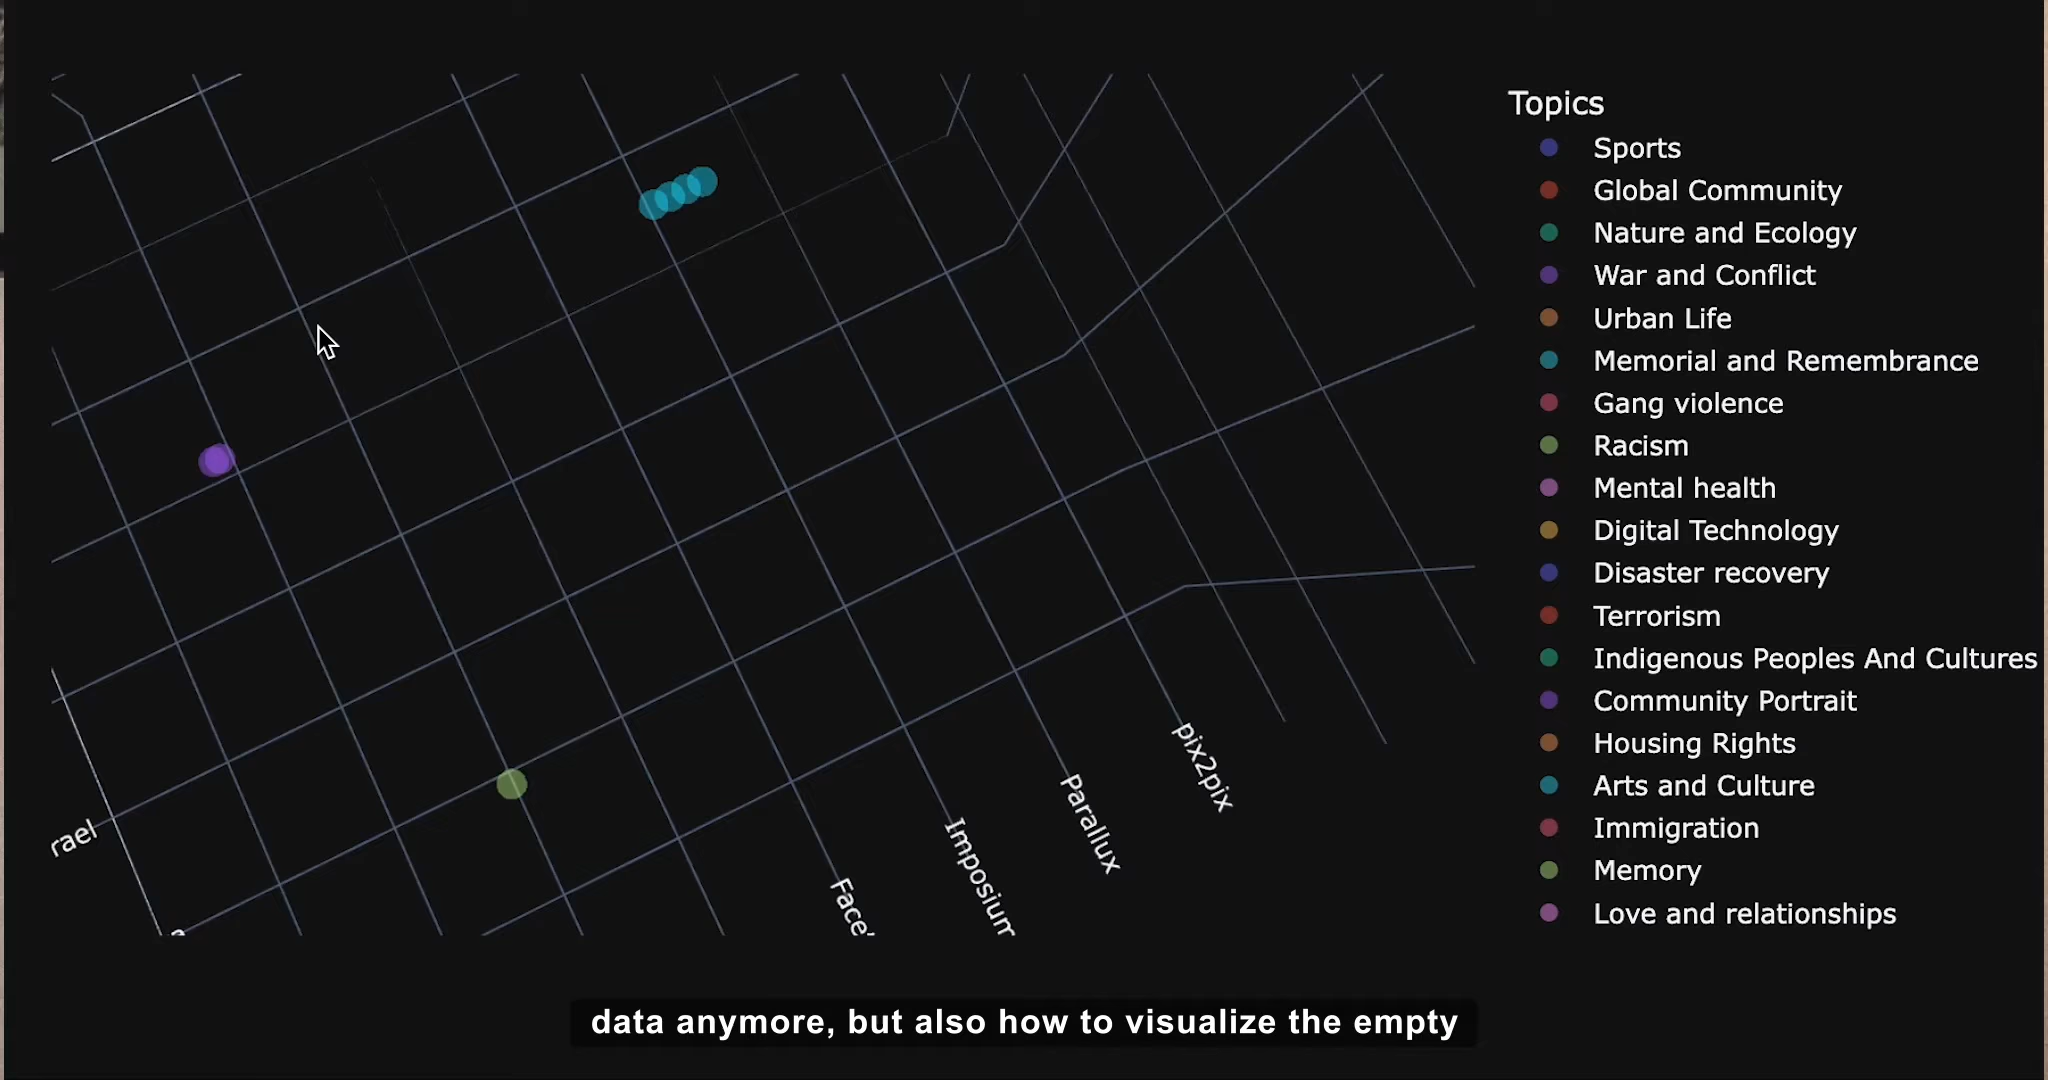 Topics
Sports
Global Community
Nature and Ecology
War and Conflict
Urban Life
Memorial and Remembrance
Gang violence
Racism
Mental health
Digital Technology
Disaster recovery
Terrorism
Indigenous Peoples And Cultures
Community Portrait
Housing Rights
Arts and Culture
Immigration
Memory
Love and relationships
pix2pix
Parallux
Imposium
Face
rael
data anymore, but also how to visualize the empty